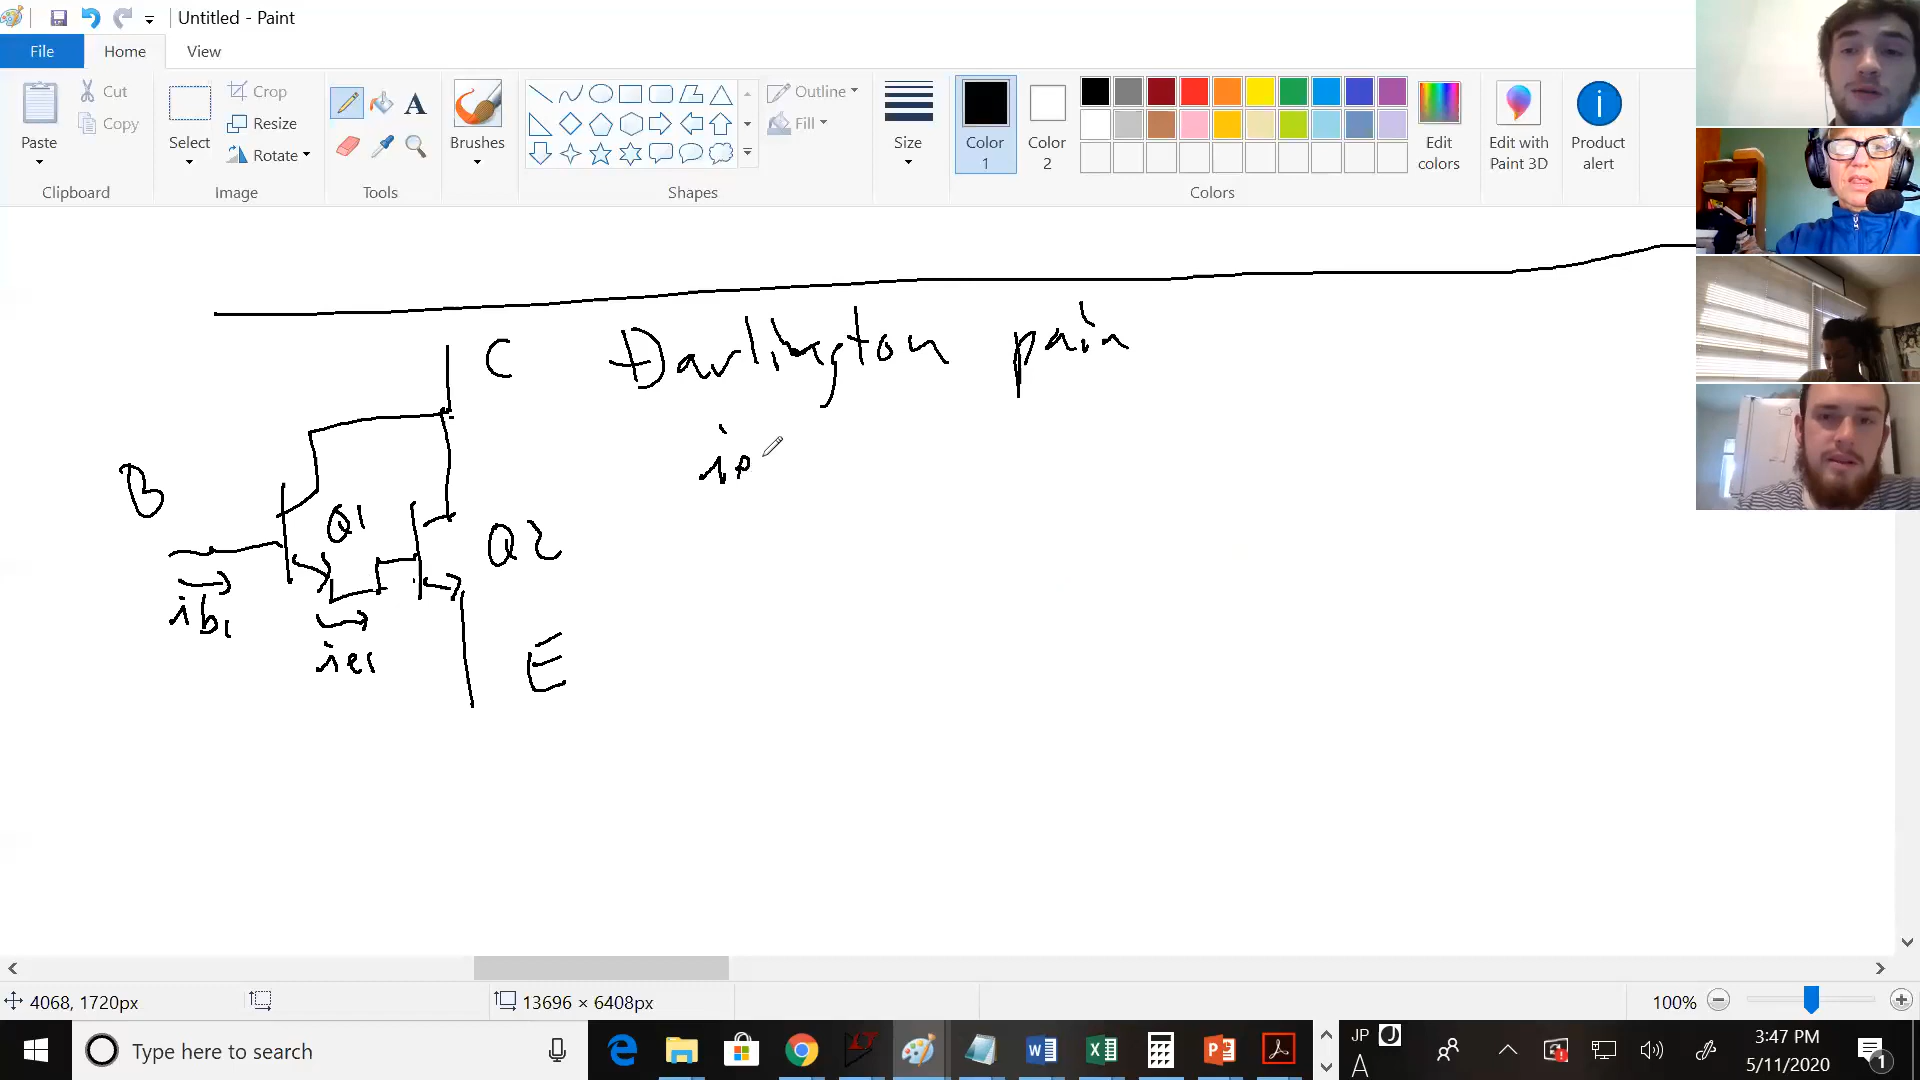 Untitled - Paint
File Home View
Paste
Cut
Copy
Clipboard
Select
Crop
Resize
Rotate
Image
Tools
Brushes
Shapes
Outline
Fill
Size
Color 1
Color 2
Colors
Edit colors
Edit with Paint 3D
Product alert
C Darlington pair
B
Q1
Q2
ib1
ie1
E
4068, 1720px
13696 × 6408px
100%
Type here to search
JP
A
3:47 PM
5/11/2020
1